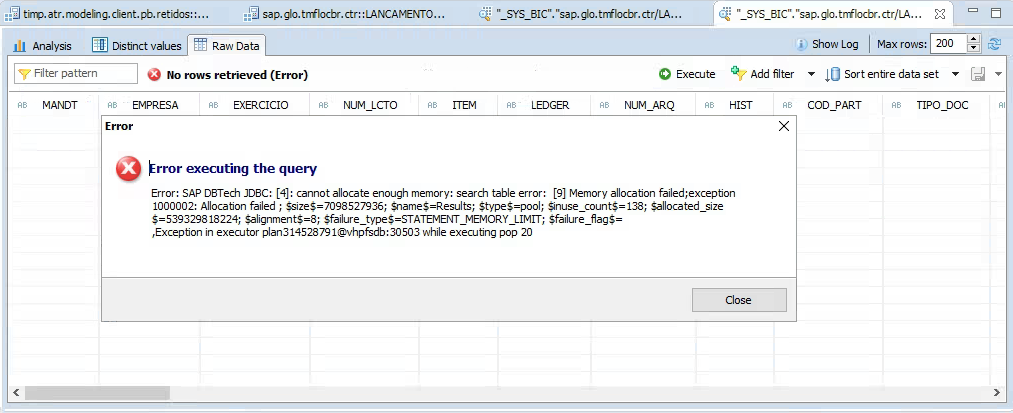 timp.atr.modeling.client.pb.retidos::... sap.glo.tmflocbr.ctr::LANCAMENTO... "_SYS_BIC"."sap.glo.tmflocbr.ctr/LA... "_SYS_BIC"."sap.glo.tmflocbr.ctr/LA...
Analysis Distinct values Raw Data Show Log Max rows: 200
Filter pattern No rows retrieved (Error) Execute Add filter Sort entire data set
AB MANDT AB EMPRESA AB EXERCICIO AB NUM_LCTO AB ITEM AB LEDGER AB NUM_ARQ AB HIST AB COD_PART AB TIPO_DOC AB
Error
Error executing the query
Error: SAP DBTech JDBC: [4]: cannot allocate enough memory: search table error:  [9] Memory allocation failed;exception
1000002: Allocation failed ; $size$=7098527936; $name$=Results; $type$=pool; $inuse_count$=138; $allocated_size
$=539329818224; $alignment$=8; $failure_type$=STATEMENT_MEMORY_LIMIT; $failure_flag$=
,Exception in executor plan314528791@vhpfsdb:30503 while executing pop 20
Close